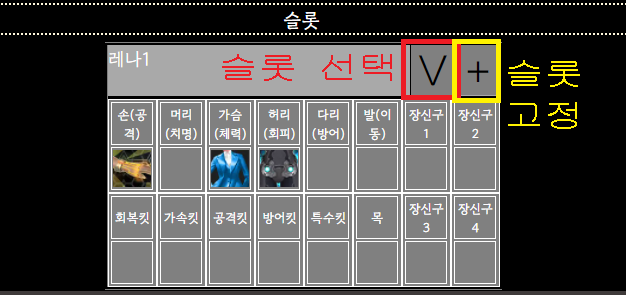 슬롯
레나1 슬롯 선택 V + 슬롯
고정
손(공
격) 머리
(치명) 가슴
(체력) 허리
(회피) 다리
(방어) 발(이
동) 장신구
1 장신구
2
회복킷 가속킷 공격킷 방어킷 특수킷 목 장신구
3 장신구
4